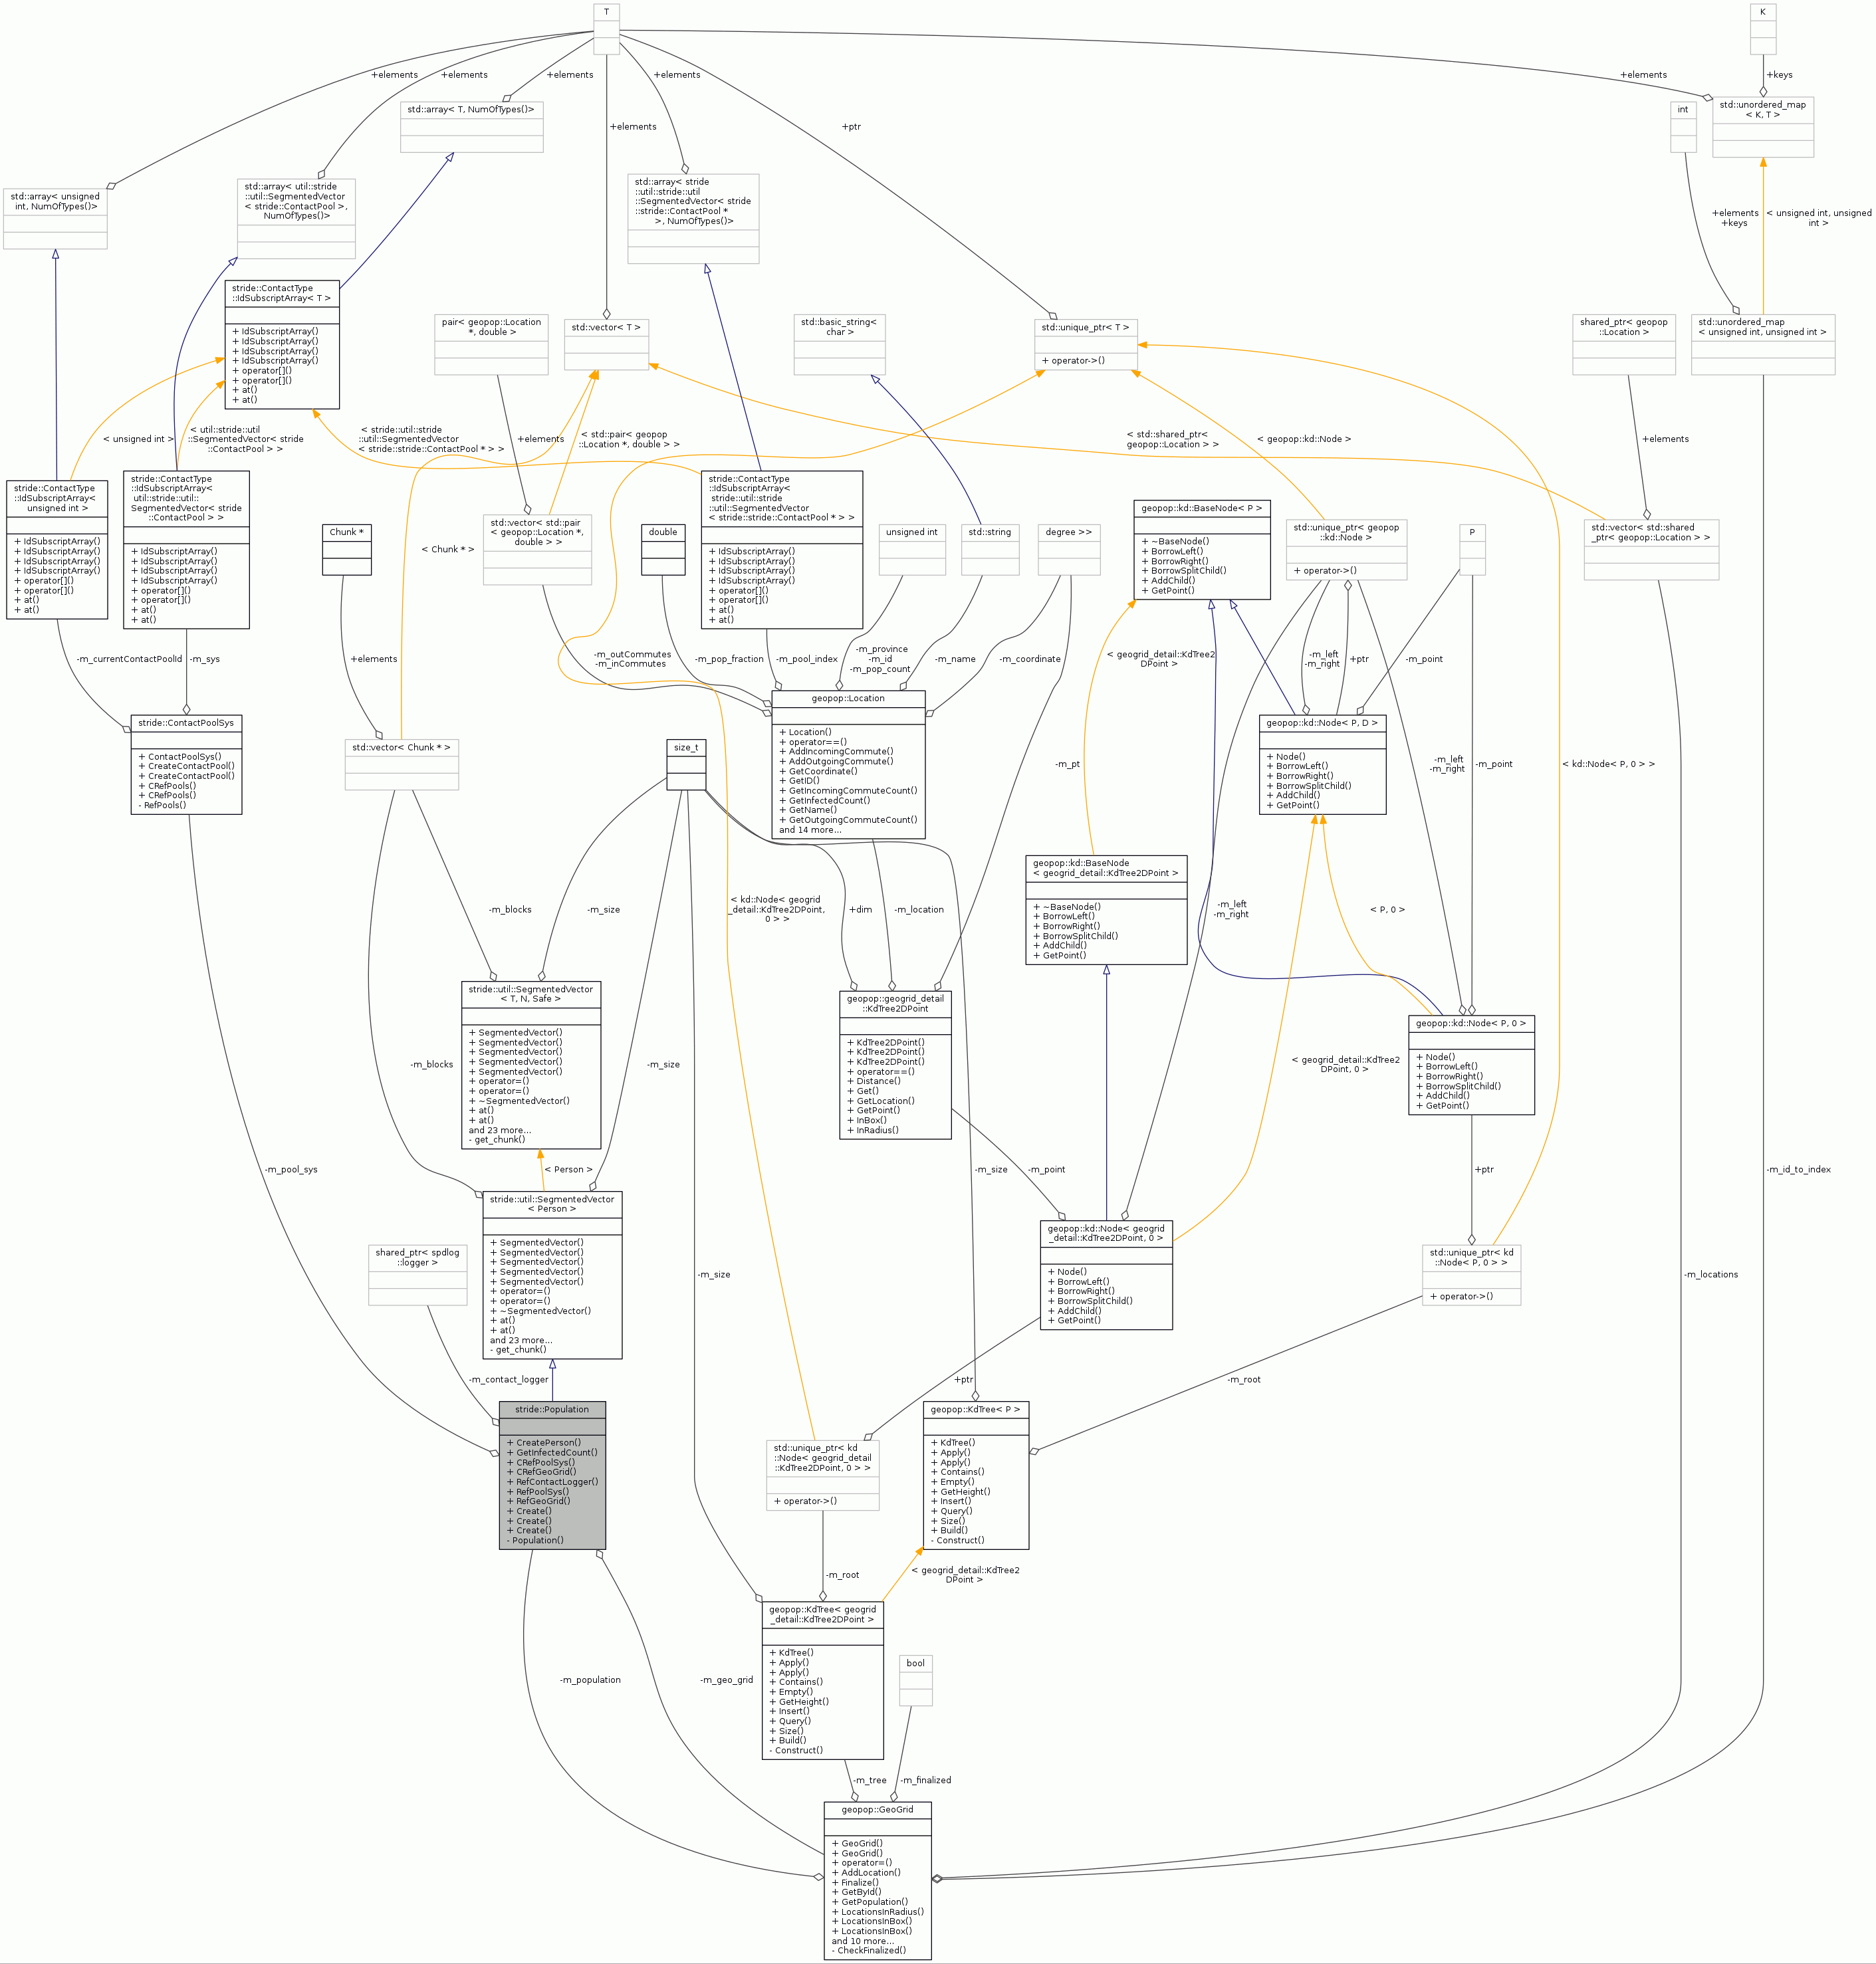 T
K
+elements
+elements
+elements
+elements
+elements
+keys
std::array< T, NumOfTypes()>
int
std::unordered_map
< K, T >
+elements
+ptr
std::array< unsigned
int, NumOfTypes()>
std::array< util::stride
::util::SegmentedVector
< stride::ContactPool >,
NumOfTypes()>
std::array< stride
::util::stride::util
::SegmentedVector< stride
::stride::ContactPool *
>, NumOfTypes()>
+elements
+keys
< unsigned int, unsigned
int >
stride::ContactType
::IdSubscriptArray< T >
+ IdSubscriptArray()
+ IdSubscriptArray()
+ IdSubscriptArray()
+ IdSubscriptArray()
+ operator[]()
+ operator[]()
+ at()
+ at()
pair< geopop::Location
*, double >
std::vector< T >
std::basic_string<
char >
std::unique_ptr< T >
+ operator->()
shared_ptr< geopop
::Location >
std::unordered_map
< unsigned int, unsigned int >
< unsigned int >
< util::stride::util
::SegmentedVector< stride
::ContactPool > >
< stride::util::stride
::util::SegmentedVector
< stride::stride::ContactPool * > >
+elements
< std::pair< geopop
::Location *, double > >
< std::shared_ptr<
geopop::Location > >
< geopop::kd::Node >
+elements
stride::ContactType
::IdSubscriptArray<
unsigned int >
+ IdSubscriptArray()
+ IdSubscriptArray()
+ IdSubscriptArray()
+ IdSubscriptArray()
+ operator[]()
+ operator[]()
+ at()
+ at()
stride::ContactType
::IdSubscriptArray<
util::stride::util::
SegmentedVector< stride
::ContactPool > >
+ IdSubscriptArray()
+ IdSubscriptArray()
+ IdSubscriptArray()
+ IdSubscriptArray()
+ operator[]()
+ operator[]()
+ at()
+ at()
Chunk *
< Chunk * >
std::vector< std::pair
< geopop::Location *,
double > >
double
stride::ContactType
::IdSubscriptArray<
stride::util::stride
::util::SegmentedVector
< stride::stride::ContactPool * > >
+ IdSubscriptArray()
+ IdSubscriptArray()
+ IdSubscriptArray()
+ IdSubscriptArray()
+ operator[]()
+ operator[]()
+ at()
+ at()
unsigned int
std::string
degree >>
geopop::kd::BaseNode< P >
+ ~BaseNode()
+ BorrowLeft()
+ BorrowRight()
+ BorrowSplitChild()
+ AddChild()
+ GetPoint()
std::unique_ptr< geopop
::kd::Node >
+ operator->()
P
std::vector< std::shared
_ptr< geopop::Location > >
-m_currentContactPoolId
-m_sys
+elements
-m_outCommutes
-m_inCommutes
-m_pop_fraction
-m_pool_index
-m_province
-m_id
-m_pop_count
-m_name
-m_coordinate
< geogrid_detail::KdTree2
DPoint >
-m_left
-m_right
+ptr
-m_point
stride::ContactPoolSys
+ ContactPoolSys()
+ CreateContactPool()
+ CreateContactPool()
+ CRefPools()
+ CRefPools()
- RefPools()
std::vector< Chunk * >
size_t
geopop::Location
+ Location()
+ operator==()
+ AddIncomingCommute()
+ AddOutgoingCommute()
+ GetCoordinate()
+ GetID()
+ GetIncomingCommuteCount()
+ GetInfectedCount()
+ GetName()
+ GetOutgoingCommuteCount()
and 14 more...
-m_pt
geopop::kd::Node< P, D >
+ Node()
+ BorrowLeft()
+ BorrowRight()
+ BorrowSplitChild()
+ AddChild()
+ GetPoint()
-m_left
-m_right
-m_point
< kd::Node< P, 0 > >
geopop::kd::BaseNode
< geogrid_detail::KdTree2DPoint >
+ ~BaseNode()
+ BorrowLeft()
+ BorrowRight()
+ BorrowSplitChild()
+ AddChild()
+ GetPoint()
-m_blocks
-m_size
< kd::Node< geogrid
_detail::KdTree2DPoint,
0 > >
+dim
-m_location
-m_left
-m_right
< P, 0 >
stride::util::SegmentedVector
< T, N, Safe >
+ SegmentedVector()
+ SegmentedVector()
+ SegmentedVector()
+ SegmentedVector()
+ SegmentedVector()
+ operator=()
+ operator=()
+ ~SegmentedVector()
+ at()
+ at()
and 23 more...
- get_chunk()
geopop::geogrid_detail
::KdTree2DPoint
+ KdTree2DPoint()
+ KdTree2DPoint()
+ KdTree2DPoint()
+ operator==()
+ Distance()
+ Get()
+ GetLocation()
+ GetPoint()
+ InBox()
+ InRadius()
geopop::kd::Node< P, 0 >
+ Node()
+ BorrowLeft()
+ BorrowRight()
+ BorrowSplitChild()
+ AddChild()
+ GetPoint()
-m_blocks
-m_size
< geogrid_detail::KdTree2
DPoint, 0 >
-m_pool_sys
< Person >
-m_point
-m_size
+ptr
-m_id_to_index
stride::util::SegmentedVector
< Person >
+ SegmentedVector()
+ SegmentedVector()
+ SegmentedVector()
+ SegmentedVector()
+ SegmentedVector()
+ operator=()
+ operator=()
+ ~SegmentedVector()
+ at()
+ at()
and 23 more...
- get_chunk()
shared_ptr< spdlog
::logger >
-m_size
geopop::kd::Node< geogrid
_detail::KdTree2DPoint, 0 >
+ Node()
+ BorrowLeft()
+ BorrowRight()
+ BorrowSplitChild()
+ AddChild()
+ GetPoint()
std::unique_ptr< kd
::Node< P, 0 > >
+ operator->()
-m_locations
-m_contact_logger
+ptr
-m_root
stride::Population
+ CreatePerson()
+ GetInfectedCount()
+ CRefPoolSys()
+ CRefGeoGrid()
+ RefContactLogger()
+ RefPoolSys()
+ RefGeoGrid()
+ Create()
+ Create()
+ Create()
- Population()
std::unique_ptr< kd
::Node< geogrid_detail
::KdTree2DPoint, 0 > >
+ operator->()
geopop::KdTree< P >
+ KdTree()
+ Apply()
+ Apply()
+ Contains()
+ Empty()
+ GetHeight()
+ Insert()
+ Query()
+ Size()
+ Build()
- Construct()
-m_root
< geogrid_detail::KdTree2
DPoint >
geopop::KdTree< geogrid
_detail::KdTree2DPoint >
+ KdTree()
+ Apply()
+ Apply()
+ Contains()
+ Empty()
+ GetHeight()
+ Insert()
+ Query()
+ Size()
+ Build()
- Construct()
bool
-m_population
-m_geo_grid
-m_tree
-m_finalized
geopop::GeoGrid
+ GeoGrid()
+ GeoGrid()
+ operator=()
+ AddLocation()
+ Finalize()
+ GetById()
+ GetPopulation()
+ LocationsInRadius()
+ LocationsInBox()
+ LocationsInBox()
and 10 more...
- CheckFinalized()